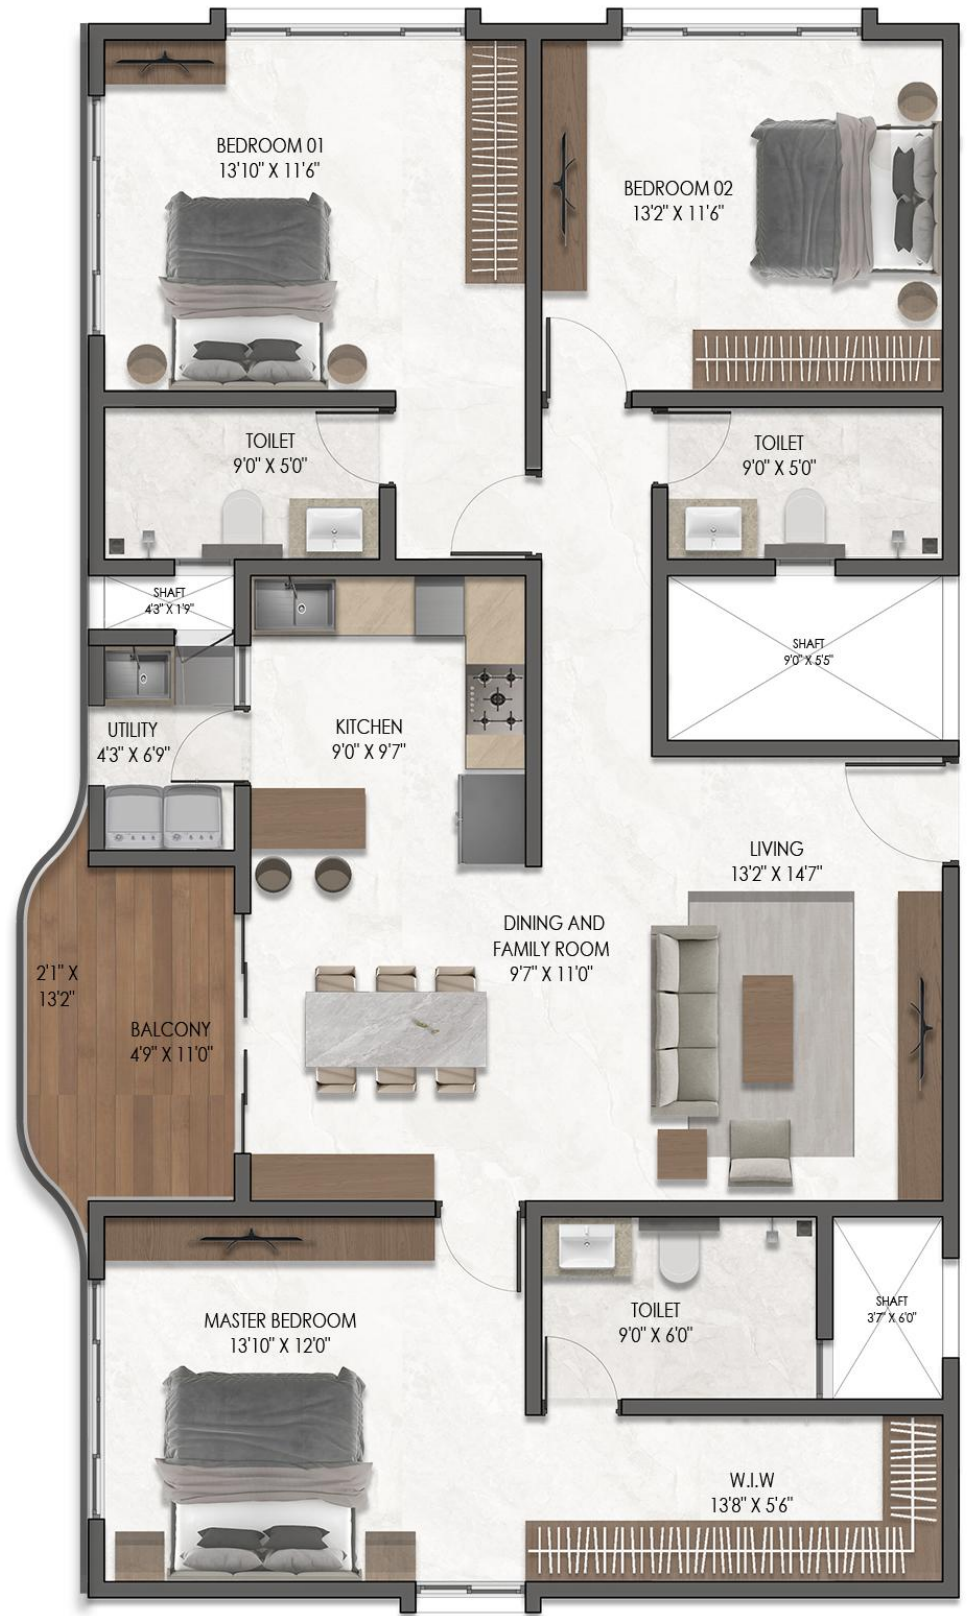 BEDROOM 01
13'10" X 11'6"
BEDROOM 02
13'2" X 11'6"
TOILET
9'0" X 5'0"
TOILET
9'0" X 5'0"
SHAFT
4'3" X 1'9"
SHAFT
9'0" X 5'5"
UTILITY
4'3" X 6'9"
KITCHEN
9'0" X 9'7"
LIVING
13'2" X 14'7"
DINING AND
FAMILY ROOM
9'7" X 11'0"
2'1" X
13'2"
BALCONY
4'9" X 11'0"
MASTER BEDROOM
13'10" X 12'0"
TOILET
9'0" X 6'0"
SHAFT
3'7" X 6'0"
W.I.W
13'8" X 5'6"